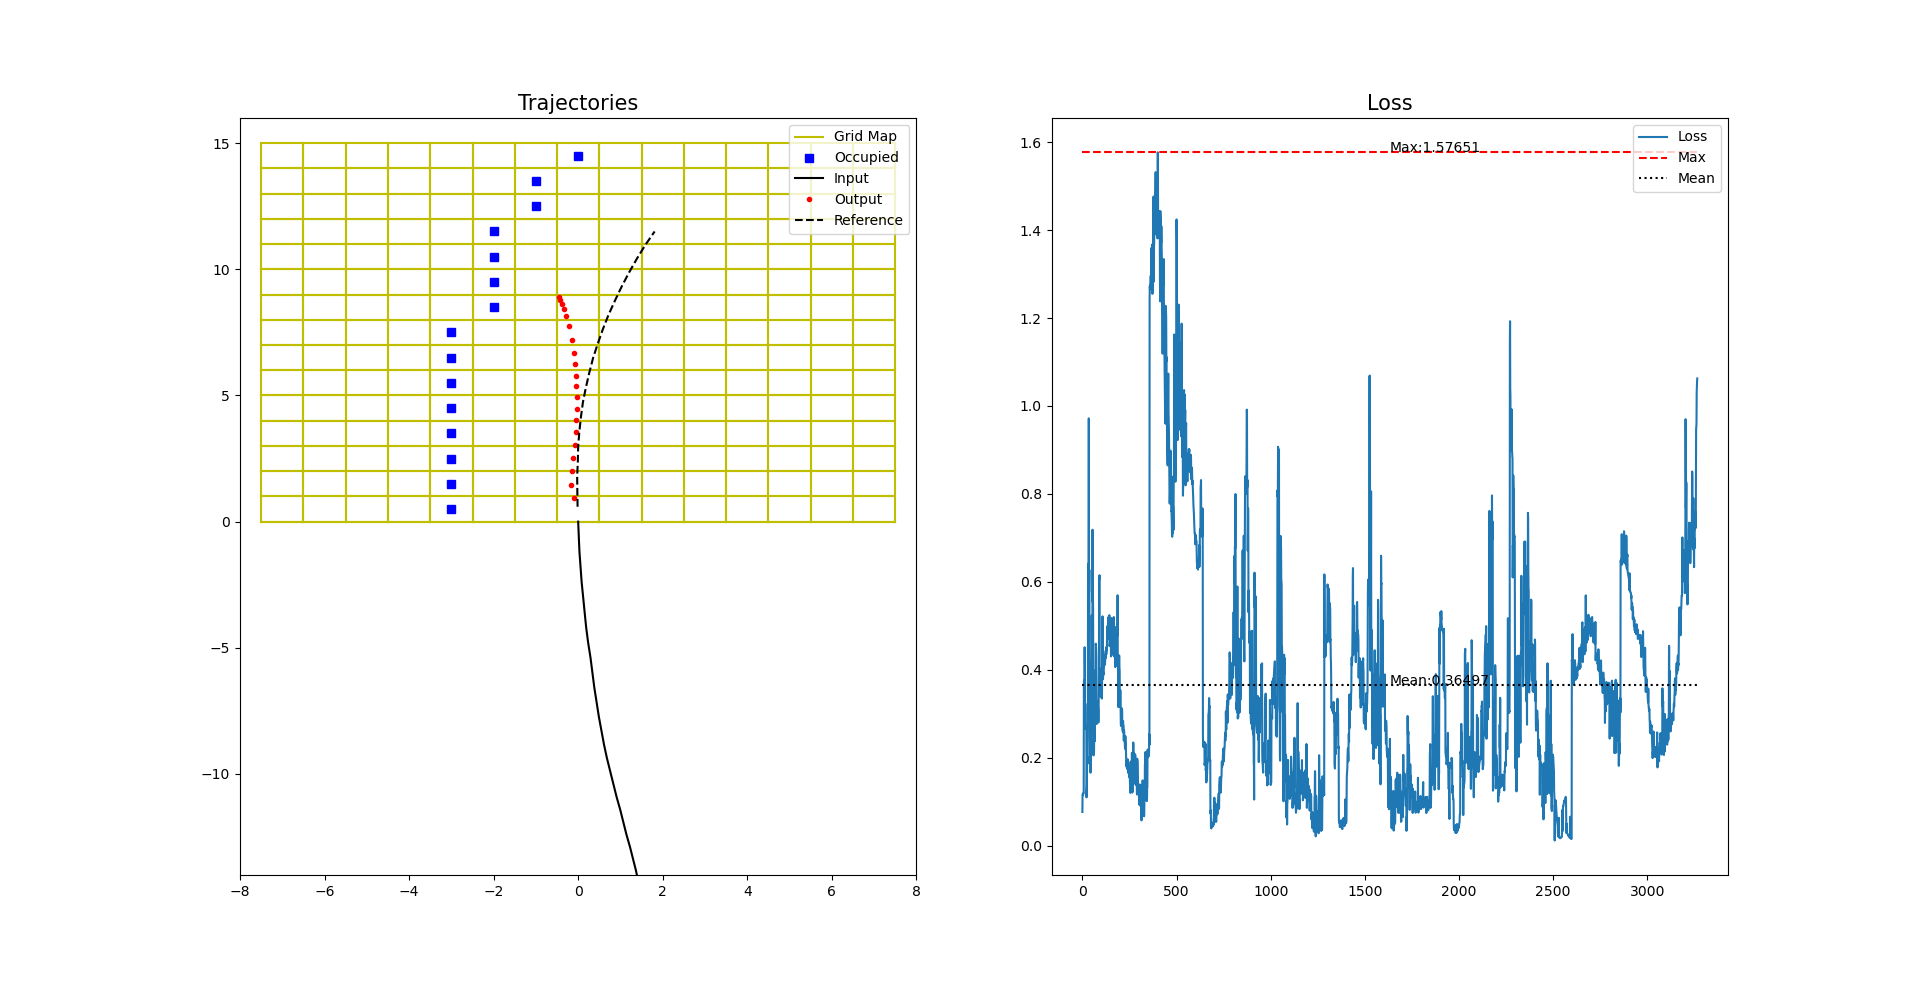 Trajectories
Grid Map
Occupied
Input
Output
Reference
15
10
5
0
−5
−10
−8
−6
−4
−2
0
2
4
6
8
Loss
Max:1.57651
Mean:0.36497
Loss
Max
Mean
1.6
1.4
1.2
1.0
0.8
0.6
0.4
0.2
0.0
0
500
1000
1500
2000
2500
3000